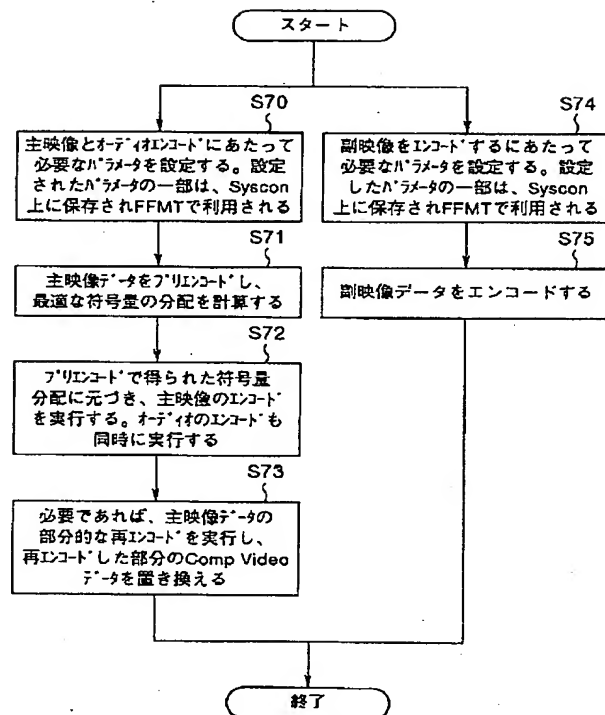 スタート
S70
主映像とオーディオエンコードにあたって
必要なパラメータを設定する。設定
されたパラメータの一部は、Syscon
上に保存されFFMTで利用される
S71
主映像データをプリエンコードし、
最適な符号量の分配を計算する
S72
プリエンコードで得られた符号量
分配に元づき、主映像のエンコード
を実行する。オーディオのエンコードも
同時に実行する
S73
必要であれば、主映像データの
部分的な再エンコードを実行し、
再エンコードした部分のComp Video
データを置き換える
S74
副映像をエンコードするにあたって
必要なパラメータを設定する。設定
したパラメータの一部は、Syscon
上に保存されFFMTで利用される
S75
副映像データをエンコードする
終了